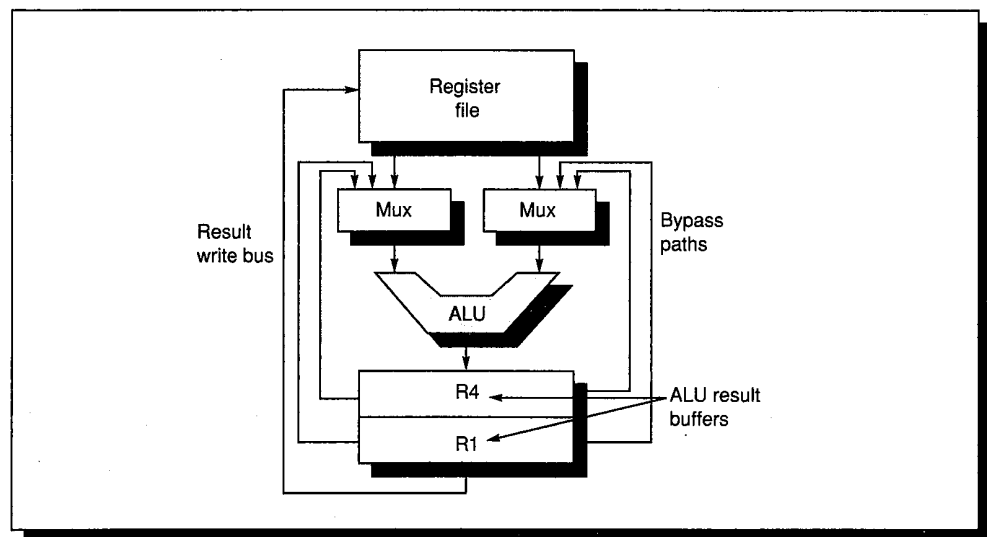 Register
file
Mux
Mux
Result
write bus
Bypass
paths
ALU
R4
ALU result
buffers
R1